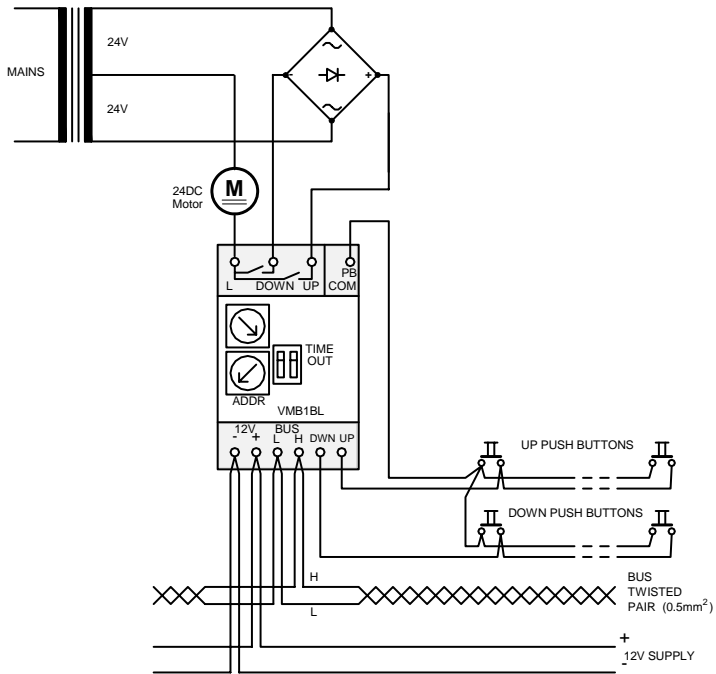 24V
MAINS
24V
- +
24DC
Motor
M
L DOWN UP
PB
COM
TIME
OUT
ADDR
VMB1BL
12V BUS
- + L H DWN UP
UP PUSH BUTTONS
DOWN PUSH BUTTONS
H
L
BUS
TWISTED
PAIR (0.5mm²)
+
12V SUPPLY
-